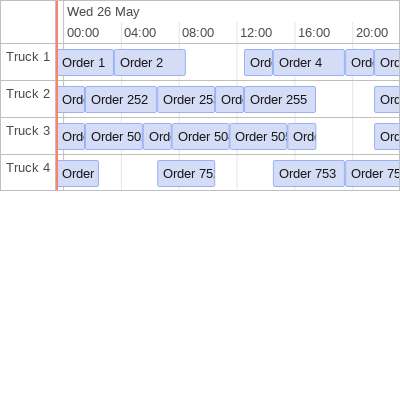 Wed 26 May
00:00 04:00 08:00 12:00 16:00 20:00
Truck 1 Order 1 Order 2 Ord Order 4 Ord Ord
Truck 2 Ord Order 252 Order 25 Ord Order 255 Ord
Truck 3 Ord Order 50 Ord Order 50 Order 505 Ord Ord
Truck 4 Order Order 75 Order 753 Order 75